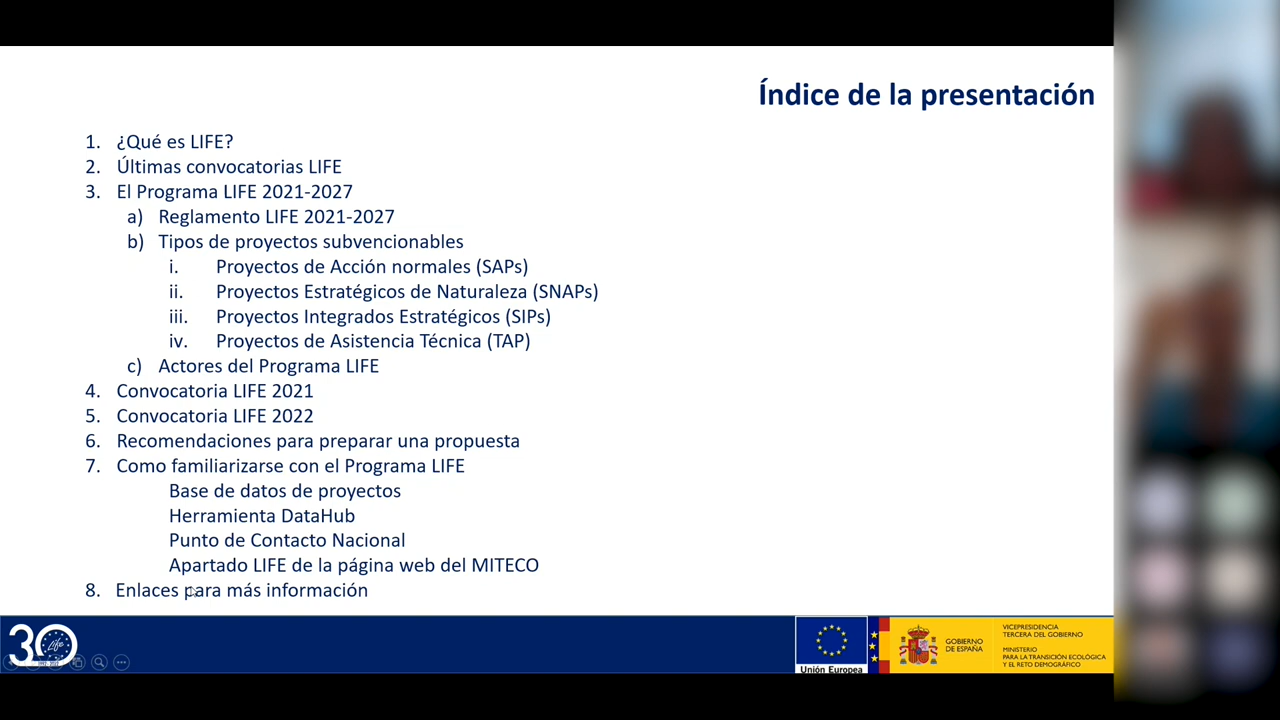 Índice de la presentación
1. ¿Qué es LIFE?
2. Últimas convocatorias LIFE
3. El Programa LIFE 2021-2027
a) Reglamento LIFE 2021-2027
b) Tipos de proyectos subvencionables
i. Proyectos de Acción normales (SAPs)
ii. Proyectos Estratégicos de Naturaleza (SNAPs)
iii. Proyectos Integrados Estratégicos (SIPs)
iv. Proyectos de Asistencia Técnica (TAP)
c) Actores del Programa LIFE
4. Convocatoria LIFE 2021
5. Convocatoria LIFE 2022
6. Recomendaciones para preparar una propuesta
7. Como familiarizarse con el Programa LIFE
Base de datos de proyectos
Herramienta DataHub
Punto de Contacto Nacional
Apartado LIFE de la página web del MITECO
8. Enlaces para más información
30
Life
Unión Europea
GOBIERNO
DE ESPAÑA
VICEPRESIDENCIA
TERCERA DEL GOBIERNO
MINISTERIO
PARA LA TRANSICIÓN ECOLÓGICA
Y EL RETO DEMOGRÁFICO